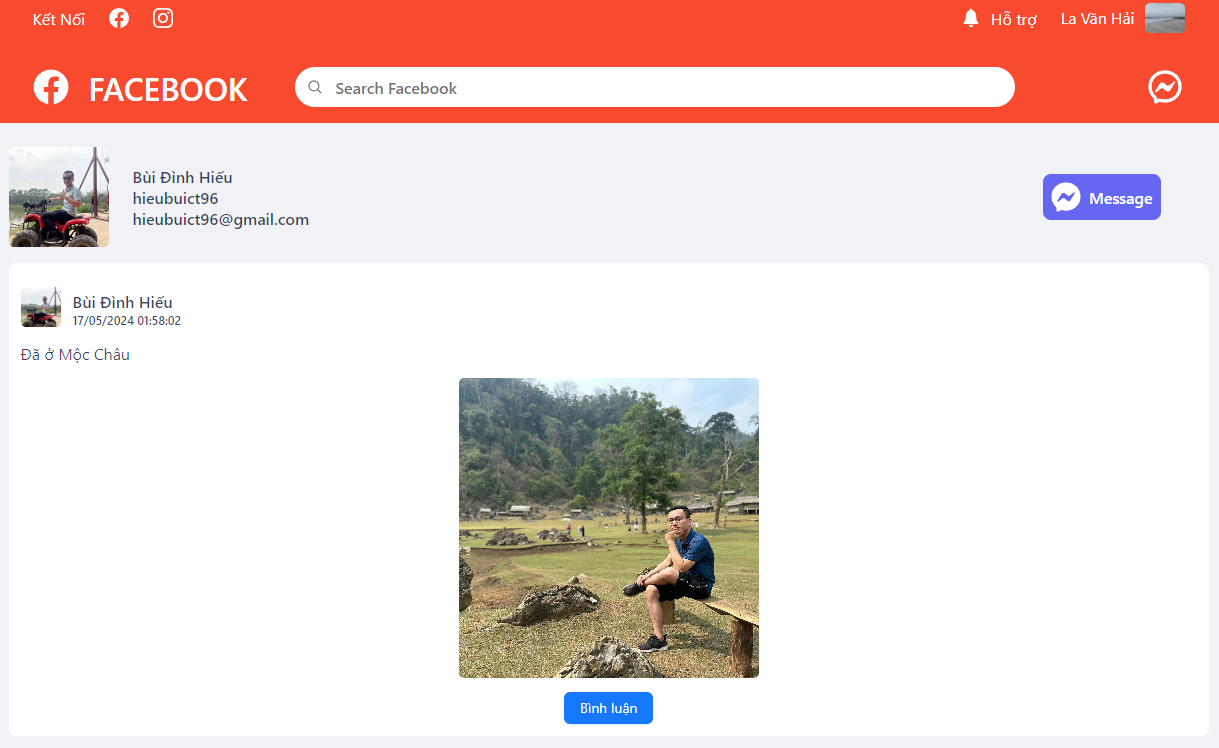 Kết Nối
Hỗ trợ
La Văn Hải
FACEBOOK
Search Facebook
Bùi Đình Hiếu
hieubuict96
hieubuict96@gmail.com
Message
Bùi Đình Hiếu
17/05/2024 01:58:02
Đã ở Mộc Châu
Bình luận